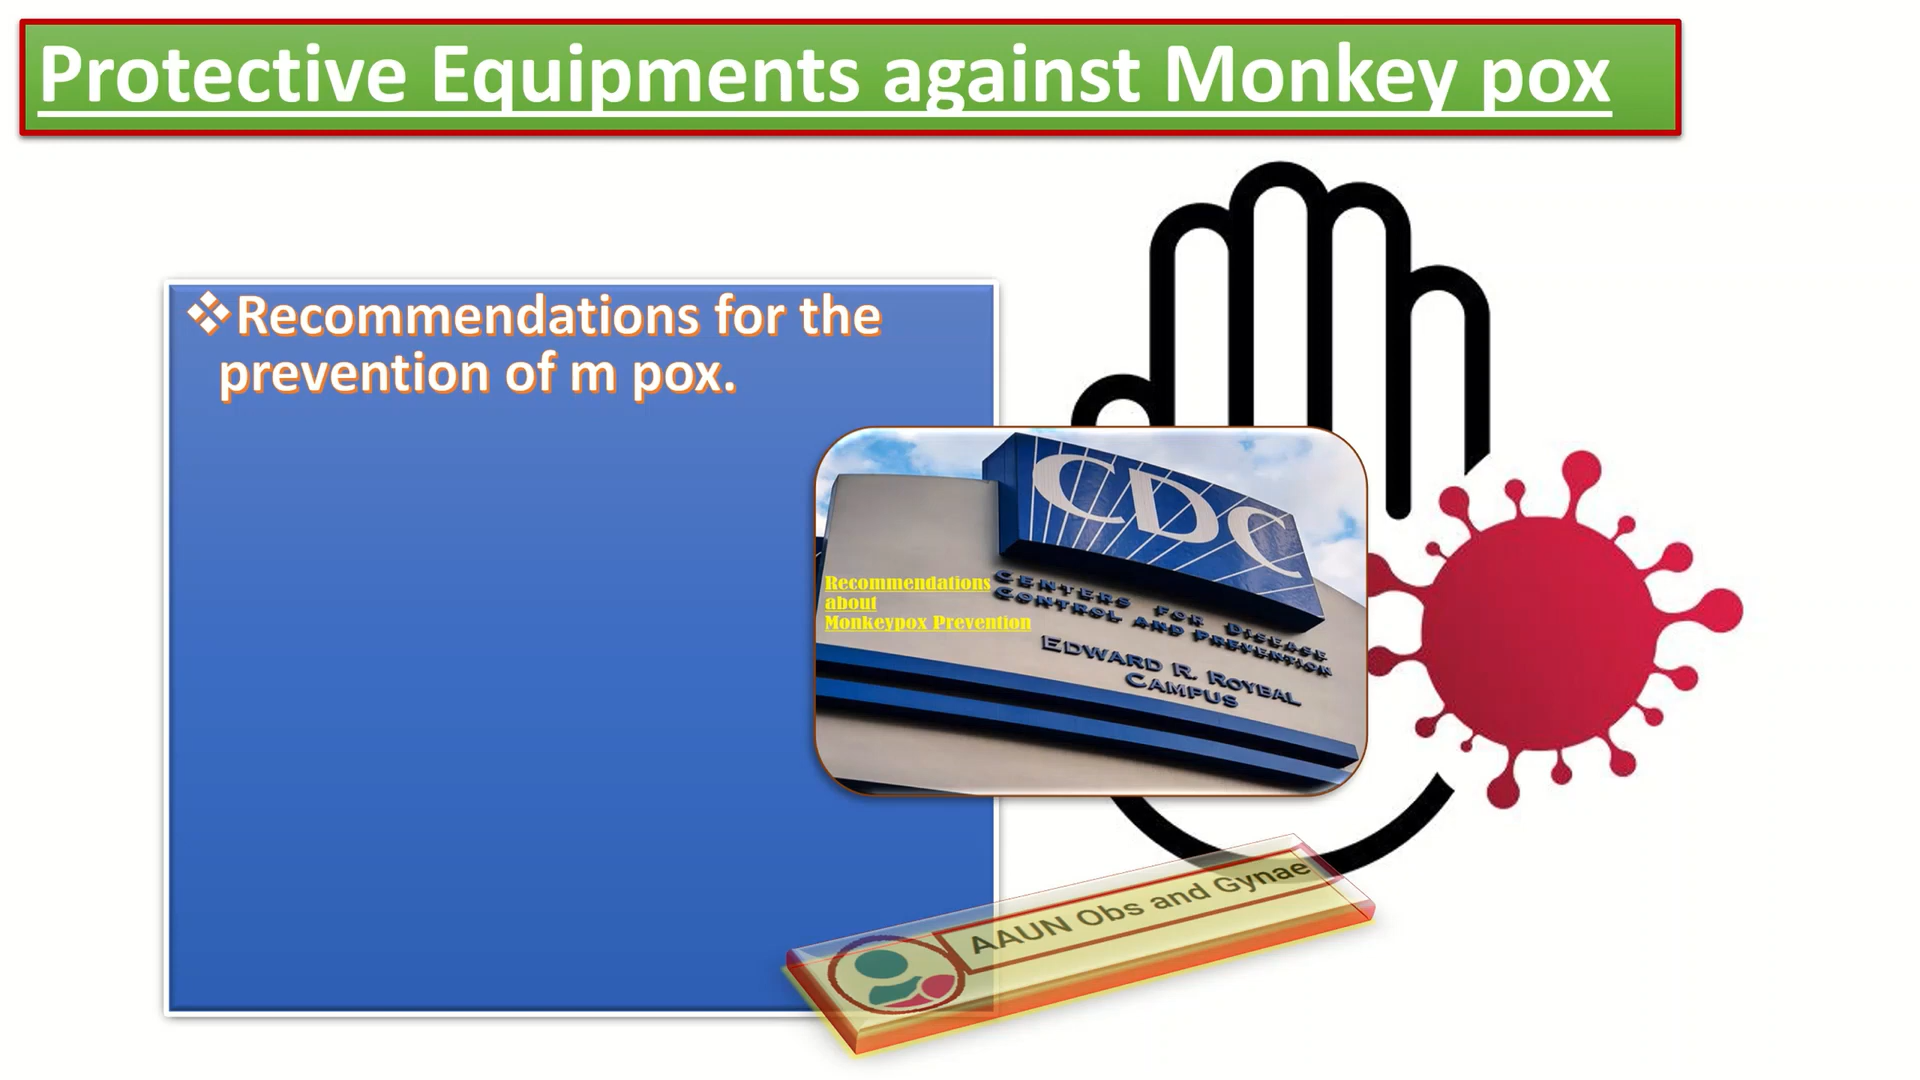 Protective Equipments against Monkey pox
❖Recommendations for the
prevention of m pox.
CDC
CENTERS FOR DISEASE
CONTROL AND PREVENTION
EDWARD R. ROYBAL
CAMPUS
Recommendations
about
Monkeypox Prevention
AAUN Obs and Gynae